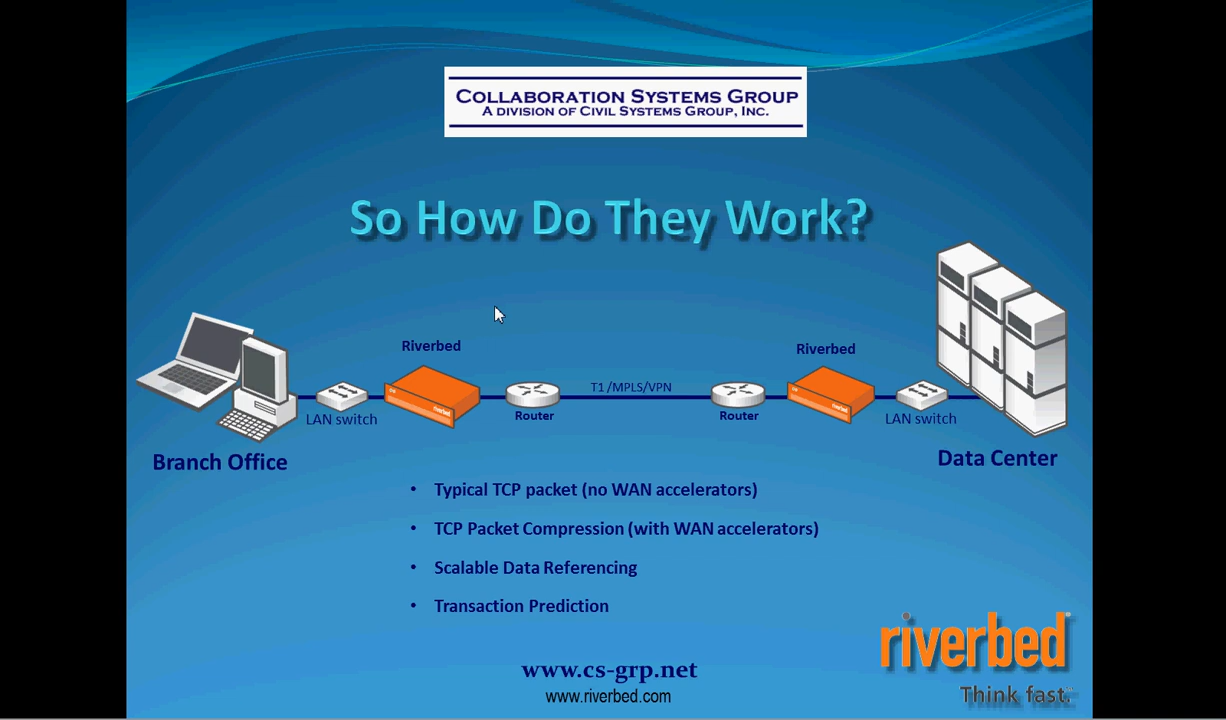 COLLABORATION SYSTEMS GROUP
A DIVISION OF CIVIL SYSTEMS GROUP, INC.
So How Do They Work?
Riverbed
Riverbed
T1/MPLS/VPN
LAN switch
Router
Router
LAN switch
Branch Office
Data Center
• Typical TCP packet (no WAN accelerators)
• TCP Packet Compression (with WAN accelerators)
• Scalable Data Referencing
• Transaction Prediction
riverbed
Think fast.
www.cs-grp.net
www.riverbed.com